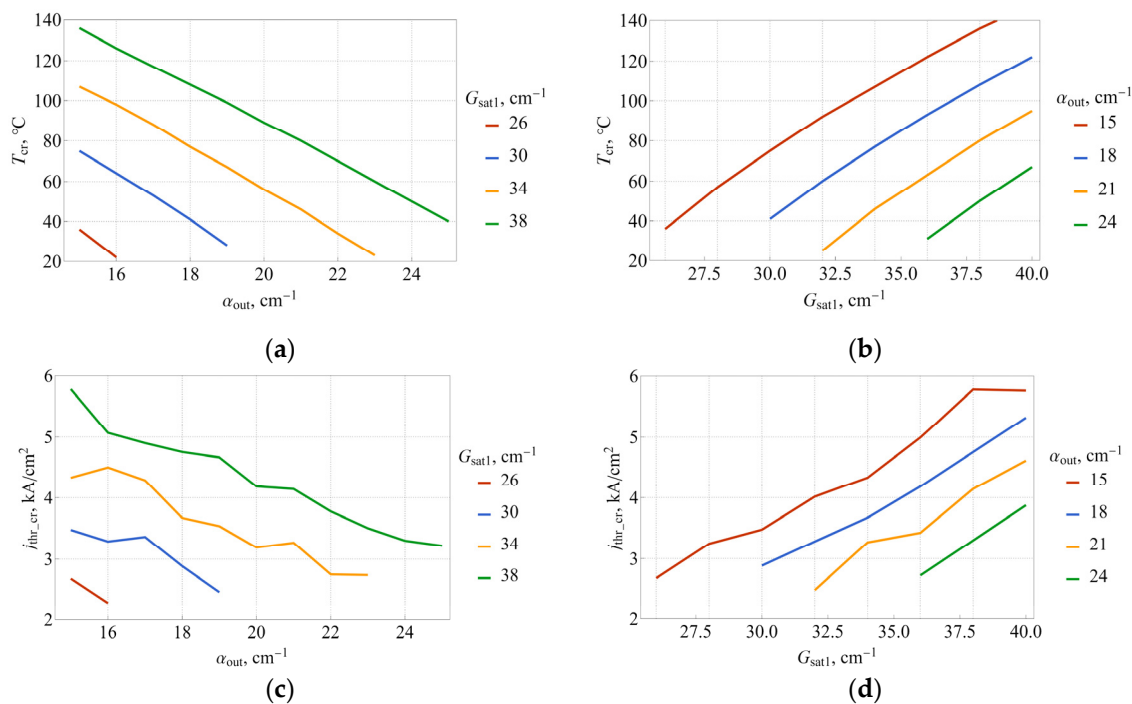 140
120
100
80
60
40
20
T_cr, °C
16 18 20 22 24
α_out, cm⁻¹
G_sat1, cm⁻¹
26
30
34
38
(a)
140
120
100
80
60
40
20
T_cr, °C
27.5 30.0 32.5 35.0 37.5 40.0
G_sat1, cm⁻¹
α_out, cm⁻¹
15
18
21
24
(b)
6
5
4
3
2
j_thr_cr, kA/cm²
16 18 20 22 24
α_out, cm⁻¹
G_sat1, cm⁻¹
26
30
34
38
(c)
6
5
4
3
2
j_thr_cr, kA/cm²
27.5 30.0 32.5 35.0 37.5 40.0
G_sat1, cm⁻¹
α_out, cm⁻¹
15
18
21
24
(d)